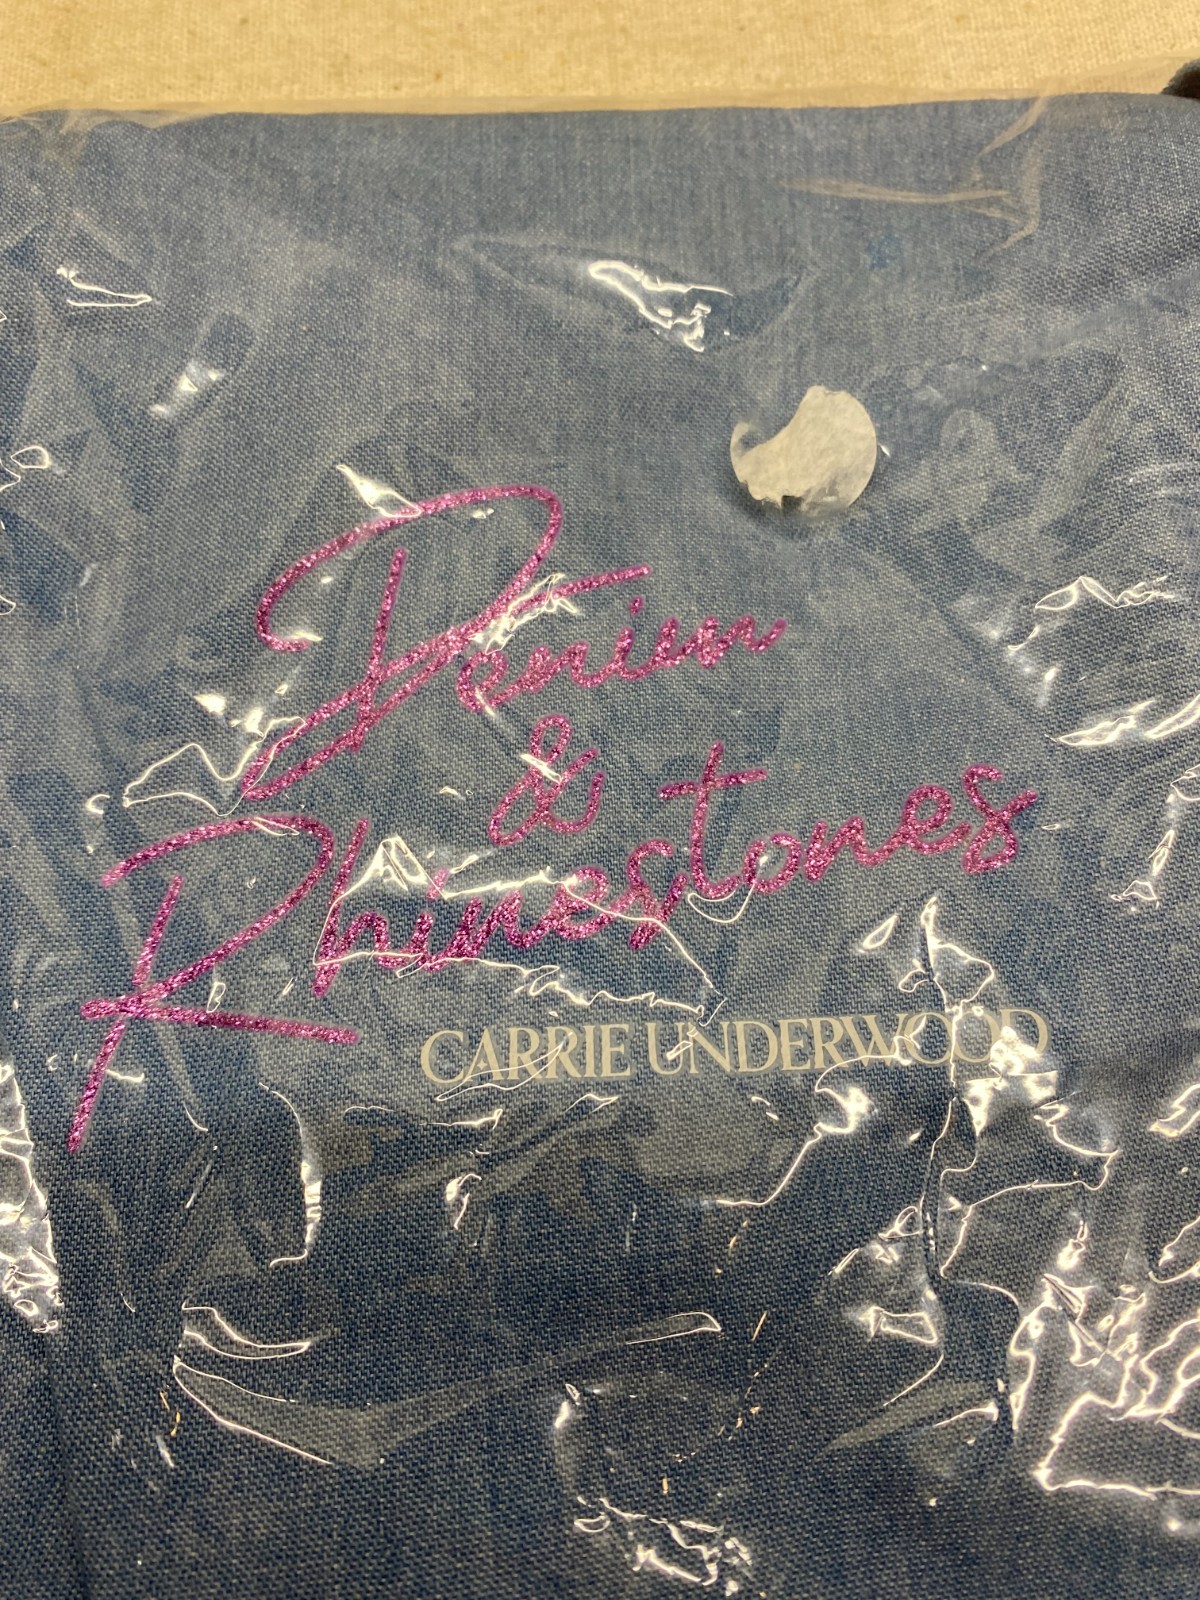 Denim
&
Rhinestones
CARRIE UNDERWOOD